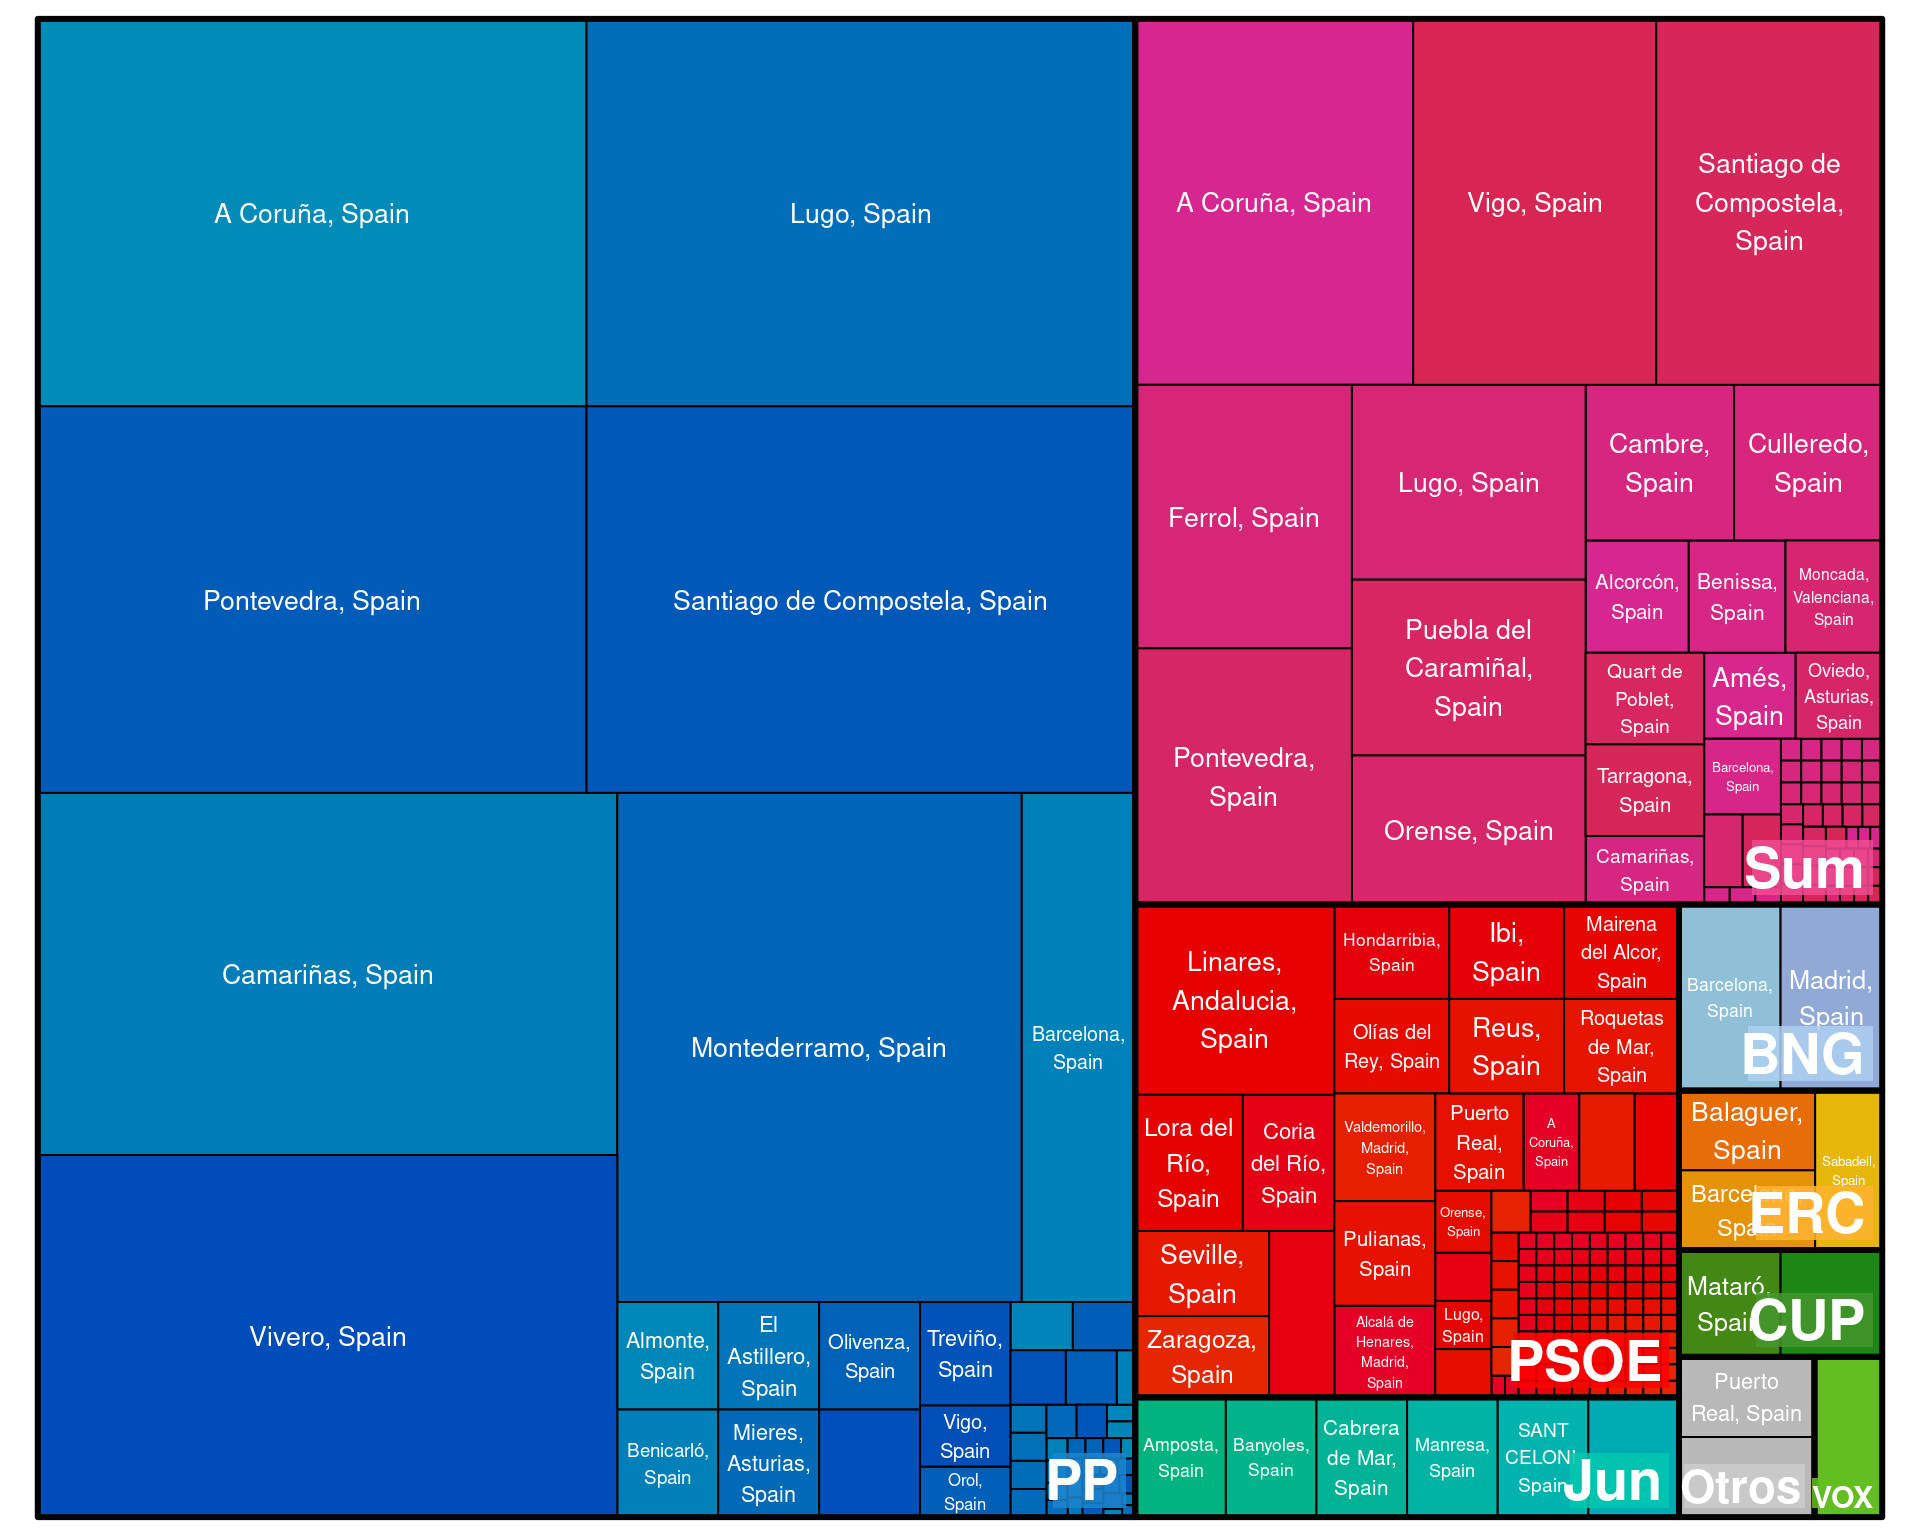 A Coruña, Spain
Lugo, Spain
Pontevedra, Spain
Santiago de Compostela, Spain
Camariñas, Spain
Vivero, Spain
Montederramo, Spain
Barcelona,
Spain
Almonte,
Spain
El
Astillero,
Spain
Olivenza,
Spain
Treviño,
Spain
Benicarló,
Spain
Mieres,
Asturias,
Spain
Vigo,
Spain
Orol,
Spain
PP
A Coruña, Spain
Vigo, Spain
Santiago de
Compostela,
Spain
Ferrol, Spain
Pontevedra,
Spain
Lugo, Spain
Puebla del
Caramiñal,
Spain
Orense, Spain
Cambre,
Spain
Culleredo,
Spain
Alcorcón,
Spain
Benissa,
Spain
Moncada,
Valenciana,
Spain
Quart de
Poblet,
Spain
Amés,
Spain
Oviedo,
Asturias,
Spain
Tarragona,
Spain
Barcelona,
Spain
Camariñas,
Spain
Sum
Linares,
Andalucia,
Spain
Hondarribia,
Spain
Ibi,
Spain
Mairena
del Alcor,
Spain
Olías del
Rey, Spain
Reus,
Spain
Roquetas
de Mar,
Spain
Lora del
Río,
Spain
Coria
del Río,
Spain
Seville,
Spain
Zaragoza,
Spain
Valdemorillo,
Madrid,
Spain
Puerto
Real,
Spain
A
Coruña,
Spain
Pulianas,
Spain
Orense,
Spain
Alcalá de
Henares,
Madrid,
Spain
Lugo,
Spain
PSOE
Barcelona,
Spain
Madrid,
Spain
BNG
Balaguer,
Spain
Barcelona,
Spain
Sabadell,
Spain
ERC
Mataró,
Spain
CUP
Amposta,
Spain
Banyoles,
Spain
Cabrera
de Mar,
Spain
Manresa,
Spain
SANT
CELONI
Spain
Jun
Puerto
Real, Spain
Otros
VOX